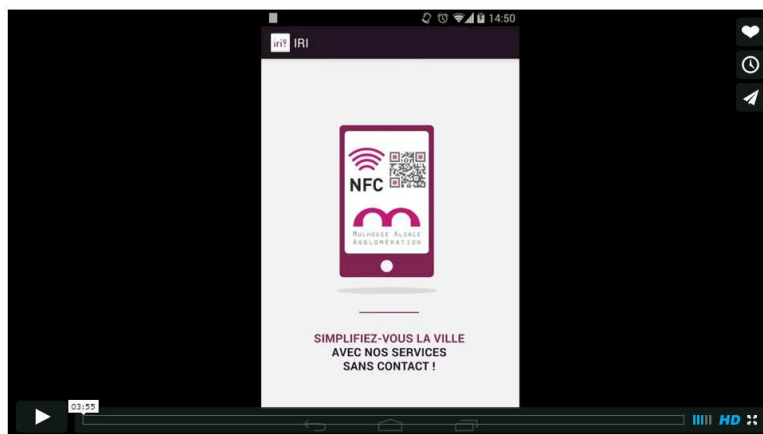 14:50
iri? IRI
NFC
MULHOUSE ALSACE
AGGLOMÉRATION
SIMPLIFIEZ-VOUS LA VILLE
AVEC NOS SERVICES
SANS CONTACT !
03:55
HD